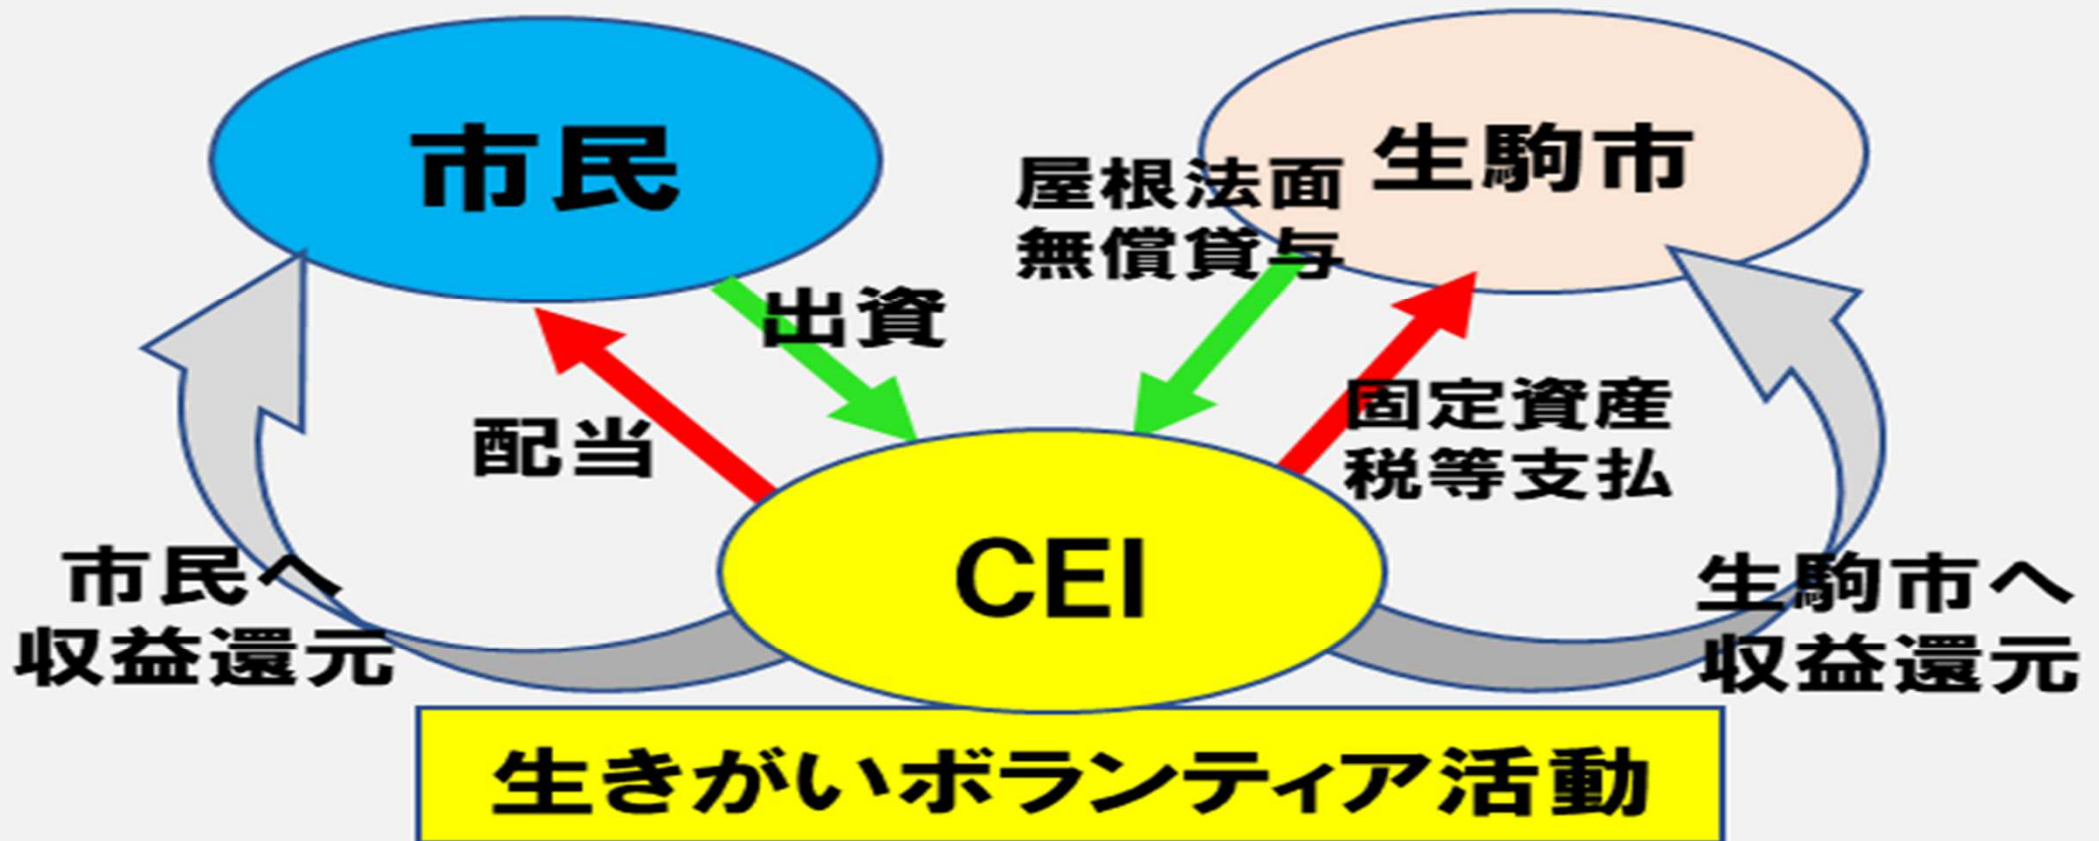 市民
生駒市
屋根法面
無償貸与
出資
配当
固定資産
税等支払
CEI
市民へ
収益還元
生駒市へ
収益還元
生きがいボランティア活動